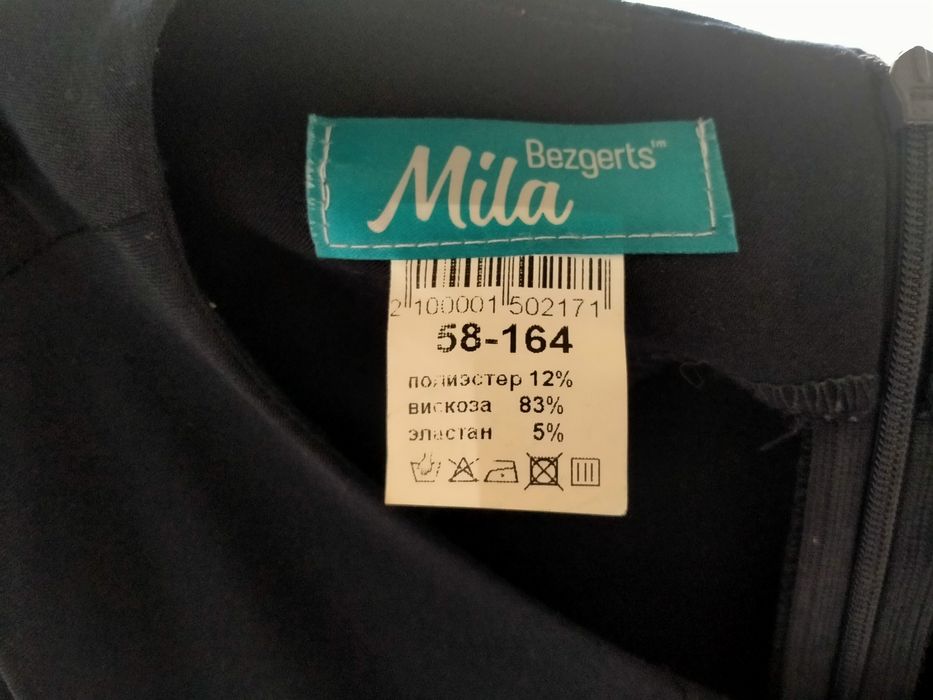 Bezgerts™
Mila
2 100001 502171
58-164
полиэстер 12%
вискоза 83%
эластан 5%